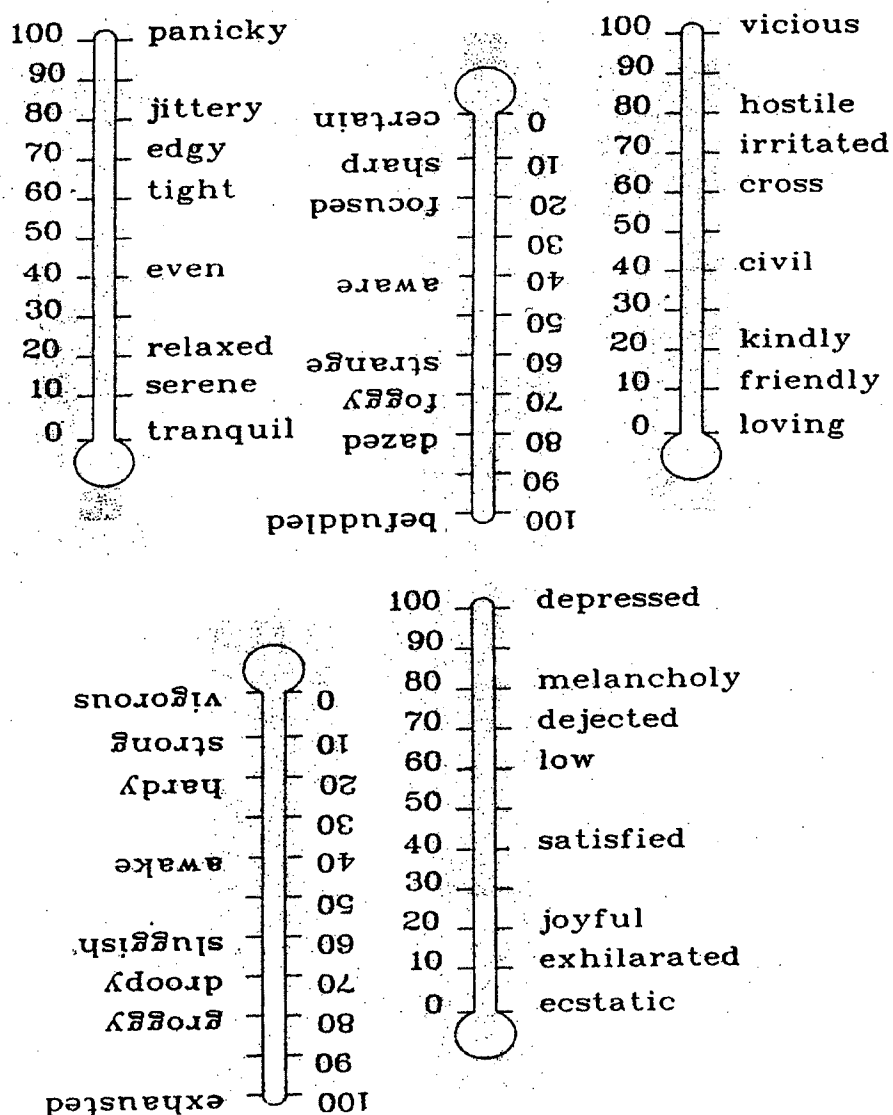 100 panicky
90
80 jittery
70 edgy
60 tight
50
40 even
30
20 relaxed
10 serene
0 tranquil
100 befuddled
90
80 dazed
70 foggy
60 strange
50
40 aware
30
20 focused
10 sharp
0 certain
100 vicious
90
80 hostile
70 irritated
60 cross
50
40 civil
30
20 kindly
10 friendly
0 loving
100 exhausted
90
80 groggy
70 droopy
60 sluggish
50
40 awake
30
20 hardy
10 strong
0 vigorous
100 depressed
90
80 melancholy
70 dejected
60 low
50
40 satisfied
30
20 joyful
10 exhilarated
0 ecstatic